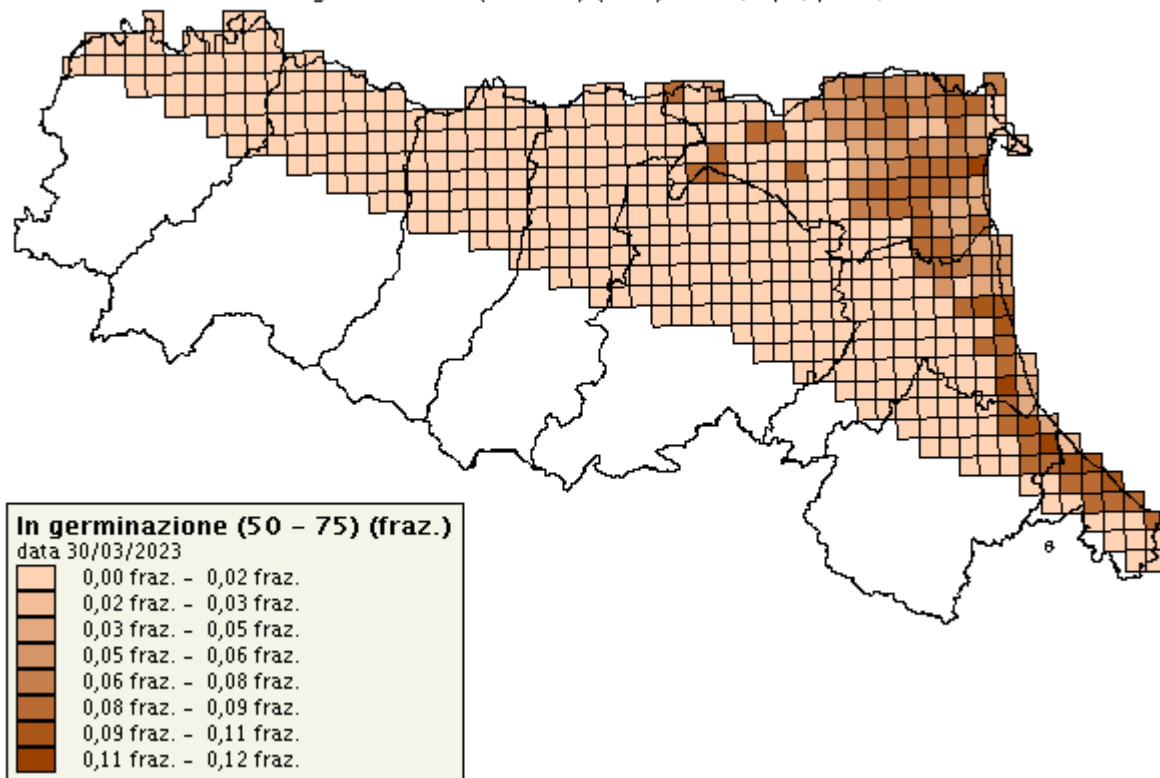 In germinazione (50 – 75) (fraz.)
data 30/03/2023
0,00 fraz. – 0,02 fraz.
0,02 fraz. – 0,03 fraz.
0,03 fraz. – 0,05 fraz.
0,05 fraz. – 0,06 fraz.
0,06 fraz. – 0,08 fraz.
0,08 fraz. – 0,09 fraz.
0,09 fraz. – 0,11 fraz.
0,11 fraz. – 0,12 fraz.